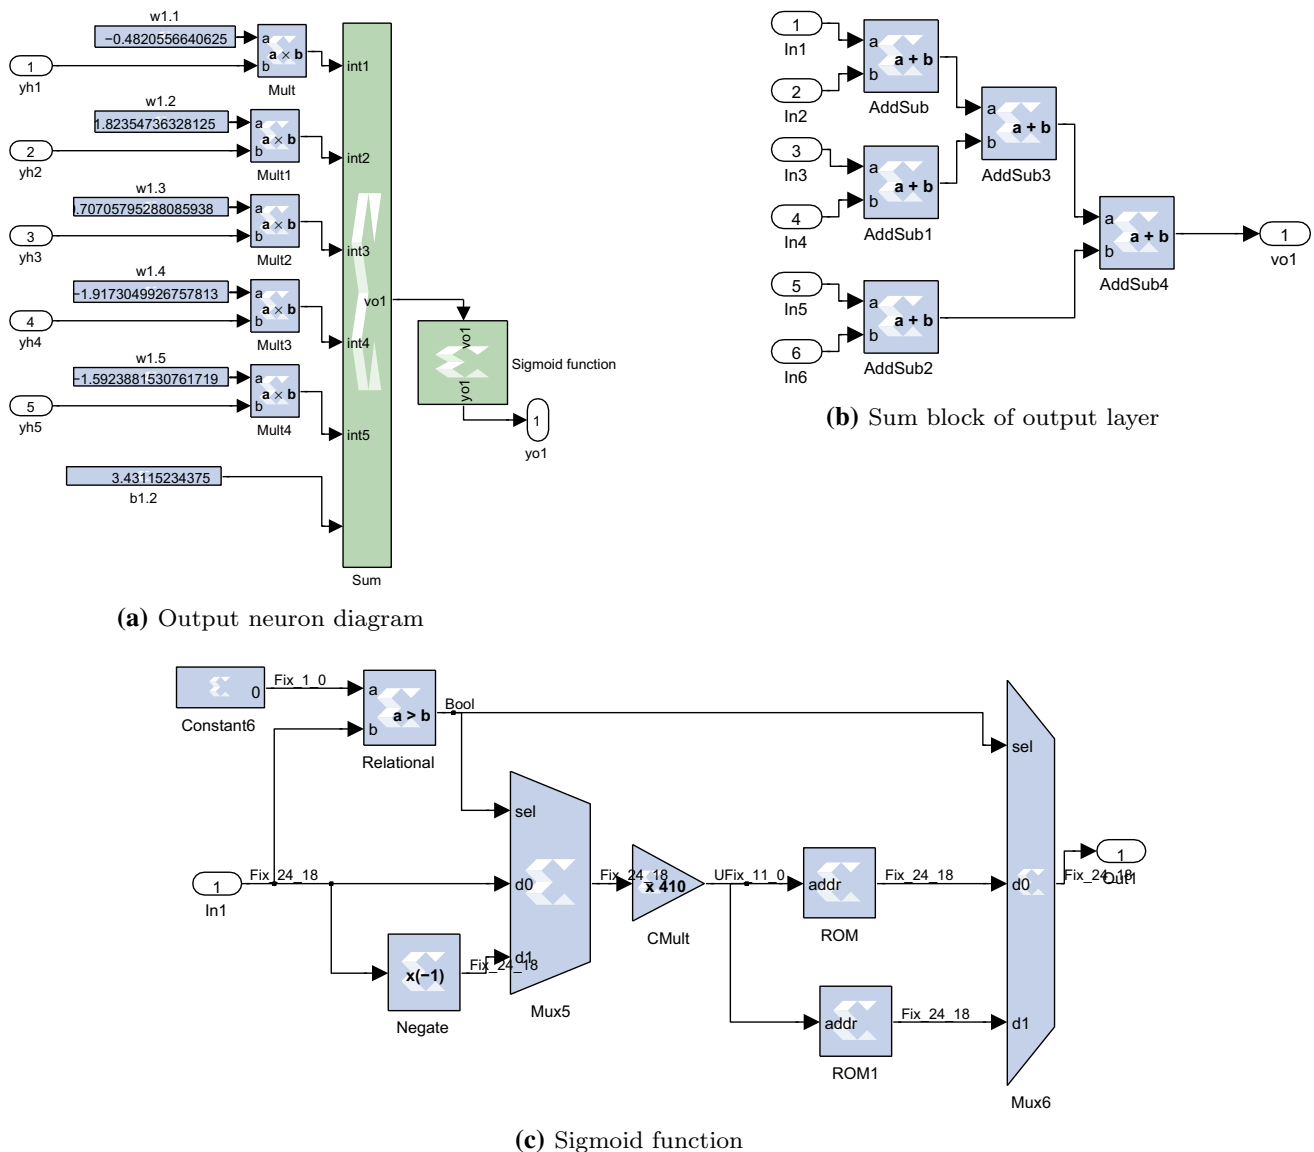 w1.1
−0.4820556640625
a
a × b
b
1
yh1
Mult
int1
w1.2
1.82354736328125
a
a × b
b
2
yh2
Mult1
int2
w1.3
.70705795288085938
a
a × b
b
3
yh3
Mult2
int3
w1.4
−1.9173049926757813
a
a × b
b
4
yh4
Mult3
int4
w1.5
−1.5923881530761719
a
a × b
b
5
yh5
Mult4
int5
3.43115234375
b1.2
vo1
Sum
vo1
yo1
Sigmoid function
1
yo1
(a) Output neuron diagram
1
In1
2
In2
a
a + b
b
AddSub
3
In3
4
In4
a
a + b
b
AddSub1
a
a + b
b
AddSub3
5
In5
6
In6
a
a + b
b
AddSub2
a
a + b
b
AddSub4
1
vo1
(b) Sum block of output layer
0
Constant6
Fix_1_0
a
a > b
b
Relational
Bool
1
In1
Fix_24_18
x(−1)
Negate
Fix_24_18
sel
d0
d1
Mux5
Fix_24_18
x 410
CMult
UFix_11_0
addr
ROM
Fix_24_18
addr
ROM1
Fix_24_18
sel
d0
d1
Mux6
Fix_24_18
1
Out1
(c) Sigmoid function